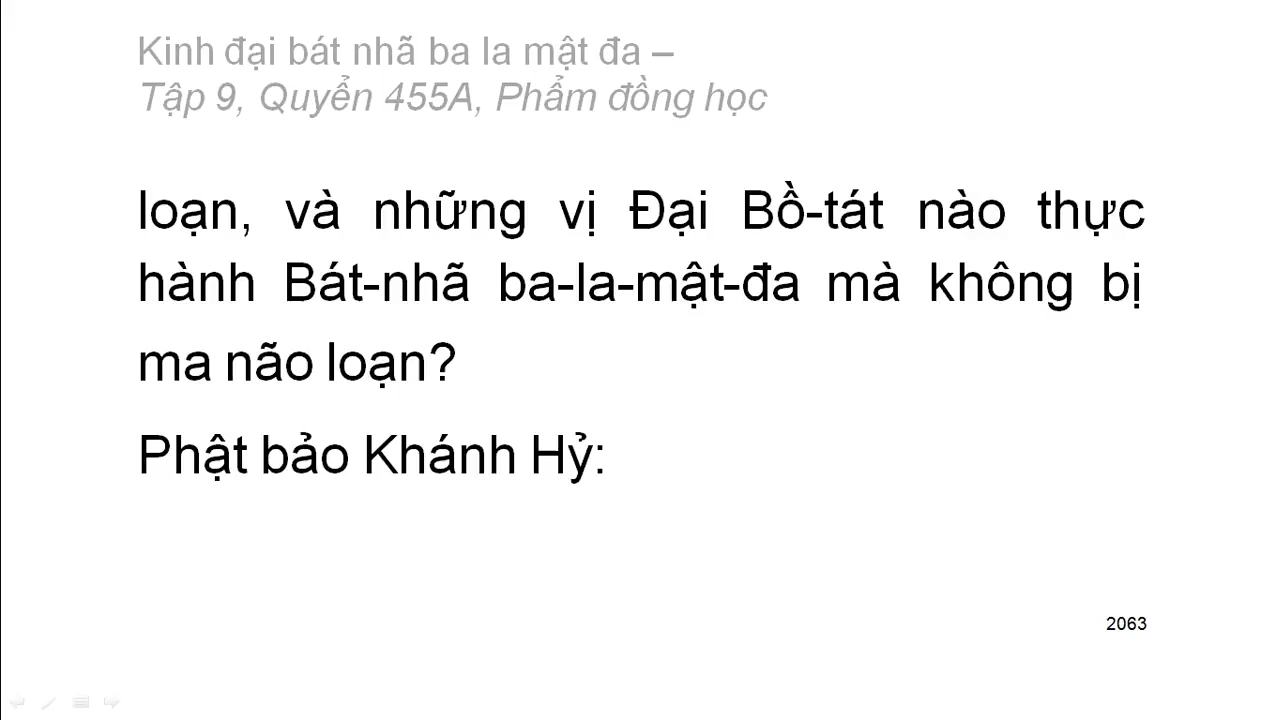 Kinh đại bát nhã ba la mật đa –
Tập 9, Quyển 455A, Phẩm đồng học
loạn, và những vị Đại Bồ-tát nào thực
hành Bát-nhã ba-la-mật-đa mà không bị
ma não loạn?
Phật bảo Khánh Hỷ:
2063